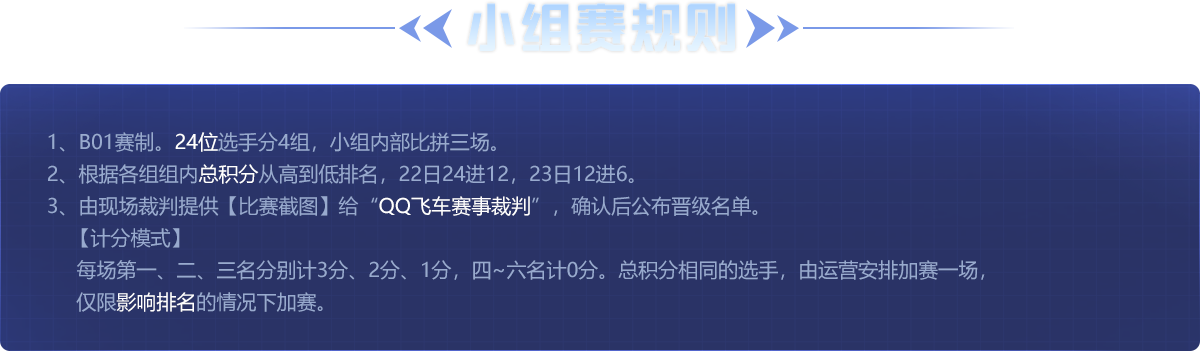 小组赛规则
1、B01赛制。24位选手分4组，小组内部比拼三场。
2、根据各组组内总积分从高到低排名，22日24进12，23日12进6。
3、由现场裁判提供【比赛截图】给“QQ飞车赛事裁判”，确认后公布晋级名单。
【计分模式】
每场第一、二、三名分别计3分、2分、1分，四~六名计0分。总积分相同的选手，由运营安排加赛一场，
仅限影响排名的情况下加赛。